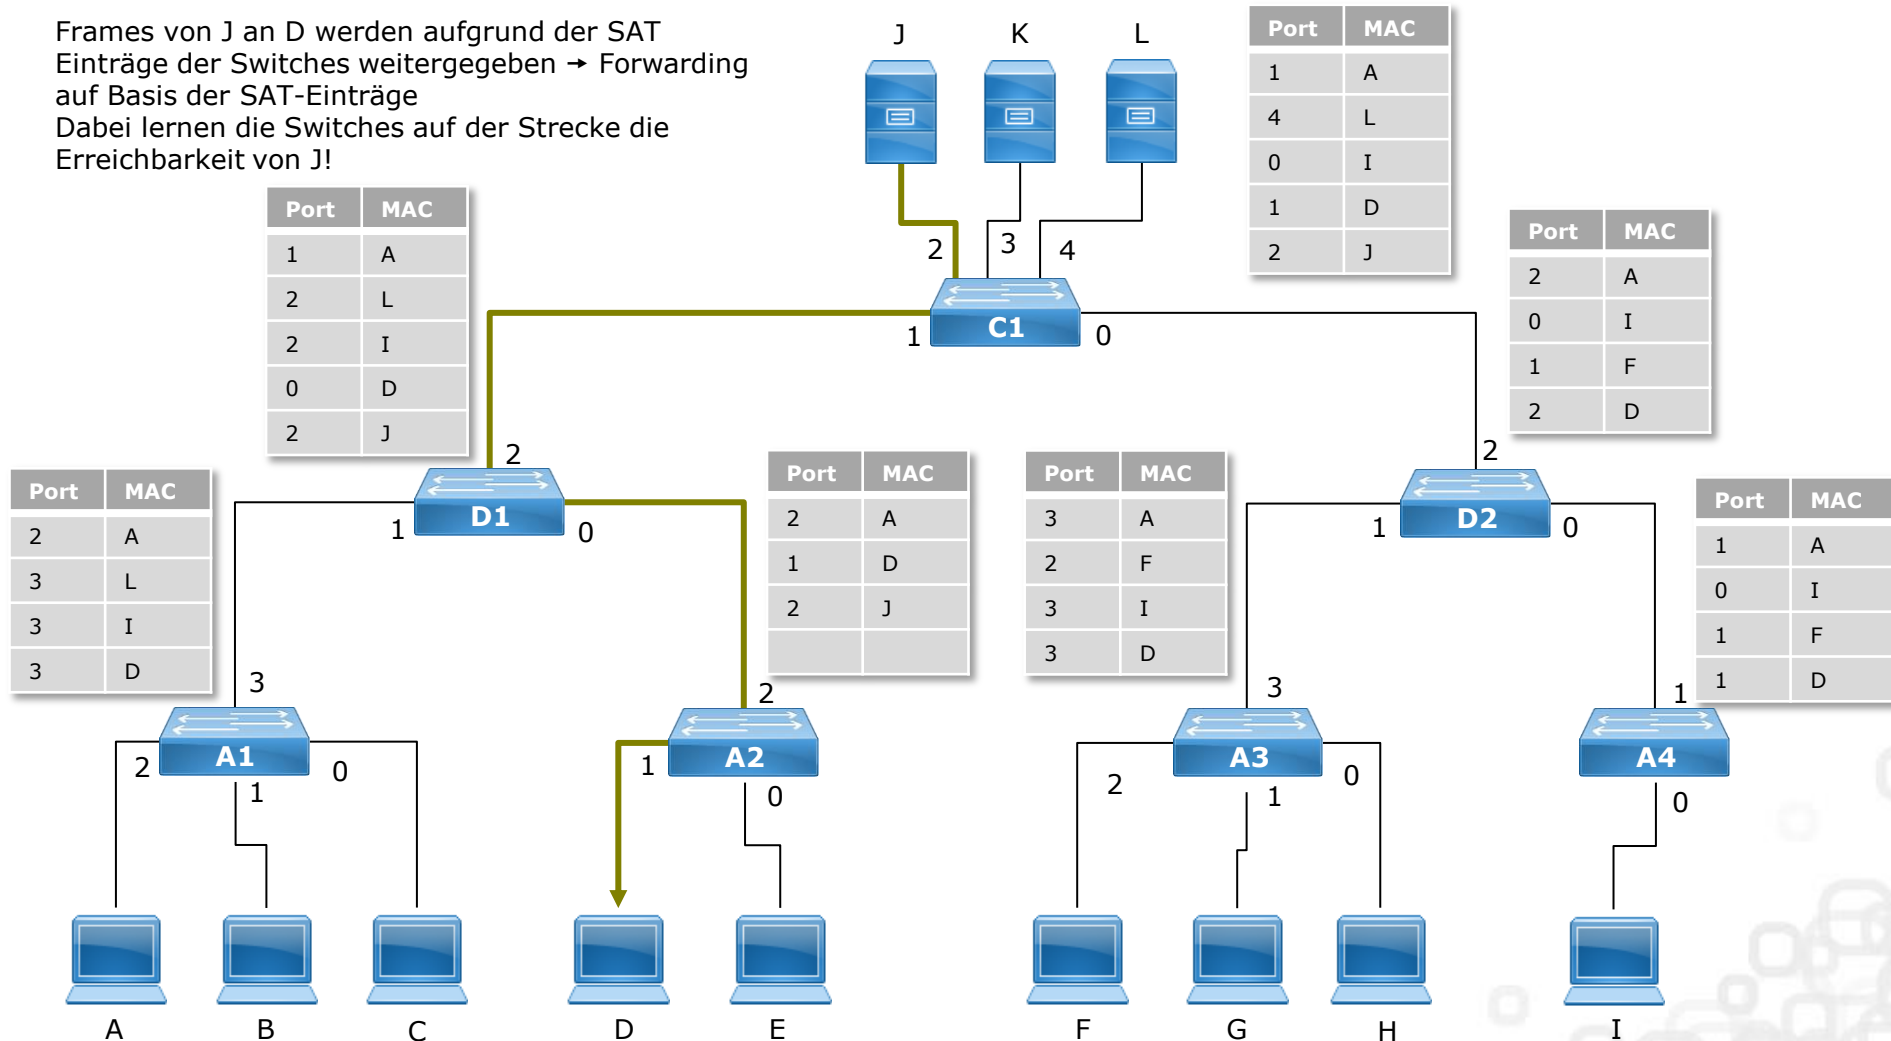 Frames von J an D werden aufgrund der SAT
Einträge der Switches weitergegeben → Forwarding
auf Basis der SAT-Einträge
Dabei lernen die Switches auf der Strecke die
Erreichbarkeit von J!
J K L
Port MAC
1 A
4 L
0 I
1 D
2 J
Port MAC
1 A
2 L
2 I
0 D
2 J
Port MAC
2 A
0 I
1 F
2 D
2 3 4
C1
1 0
2
D1
1 0
2
D2
1 0
Port MAC
2 A
3 L
3 I
3 D
Port MAC
2 A
1 D
2 J
Port MAC
3 A
2 F
3 I
3 D
Port MAC
1 A
0 I
1 F
1 D
3
A1
2 1 0
2
A2
1 0
3
A3
2 1 0
1
A4
0
A B C D E F G H I